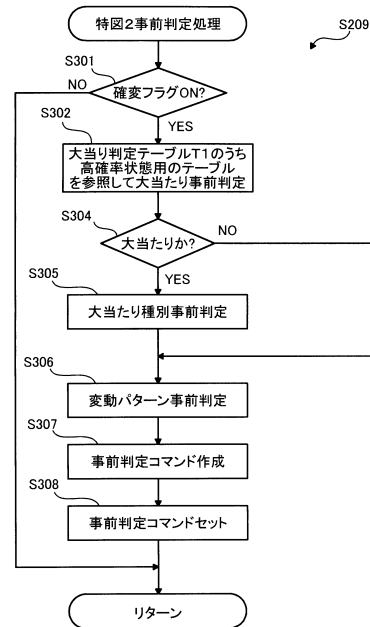 特図2事前判定処理
S209
S301
確変フラグON?
NO
YES
S302
大当り判定テーブルT1のうち
高確率状態用のテーブル
を参照して大当たり事前判定
S304
大当たりか?
NO
YES
S305
大当たり種別事前判定
S306
変動パターン事前判定
S307
事前判定コマンド作成
S308
事前判定コマンドセット
リターン